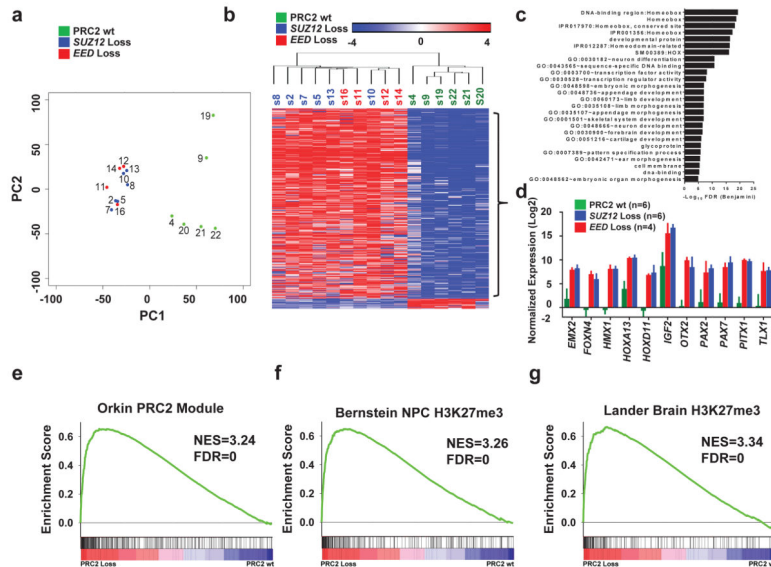 a
PRC2 wt
SUZ12 Loss
EED Loss
PC2
100
50
0
-50
-100
19
9
12
14
13
10
8
11
2
5
7
16
4
20
21
22
-100
-50
0
50
100
PC1
b
PRC2 wt
SUZ12 Loss
EED Loss
-4 0 4
s8 s2 s7 s5 s13 s16 s11 s10 s12 s14 s4 s9 s19 s22 s21 S20
c
DNA-binding region:Homeobox
Homeobox
IPR017970:Homeobox, conserved site
IPR001356:Homeobox
developmental protein
IPR012287:Homeodomain-related
SM00389:HOX
GO:0030182~neuron differentiation
GO:0043565~sequence-specific DNA binding
GO:0003700~transcription factor activity
GO:0030528~transcription regulator activity
GO:0048598~embryonic morphogenesis
GO:0048736~appendage development
GO:0060173~limb development
GO:0035108~limb morphogenesis
GO:0035107~appendage morphogenesis
GO:0001501~skeletal system development
GO:0048666~neuron development
GO:0030900~forebrain development
GO:0051216~cartilage development
glycoprotein
GO:0007389~pattern specification process
GO:0042471~ear morphogenesis
cell membrane
dna-binding
GO:0048562~embryonic organ morphogenesis
0 5 10 15 20 25
-Log10 FDR (Benjamini)
d
PRC2 wt (n=6)
SUZ12 Loss (n=6)
EED Loss (n=4)
Normalized Expression (Log2)
20
15
10
5
0
-2
EMX2
FOXN4
HMX1
HOXA13
HOXD11
IGF2
OTX2
PAX2
PAX7
PITX1
TLX1
e
Orkin PRC2 Module
NES=3.24
FDR=0
Enrichment Score
0.6
0.4
0.2
0.0
PRC2 Loss
PRC2 wt
f
Bernstein NPC H3K27me3
NES=3.26
FDR=0
Enrichment Score
0.6
0.4
0.2
0.0
PRC2 Loss
PRC2 wt
g
Lander Brain H3K27me3
NES=3.34
FDR=0
Enrichment Score
0.6
0.4
0.2
0.0
PRC2 Loss
PRC2 wt